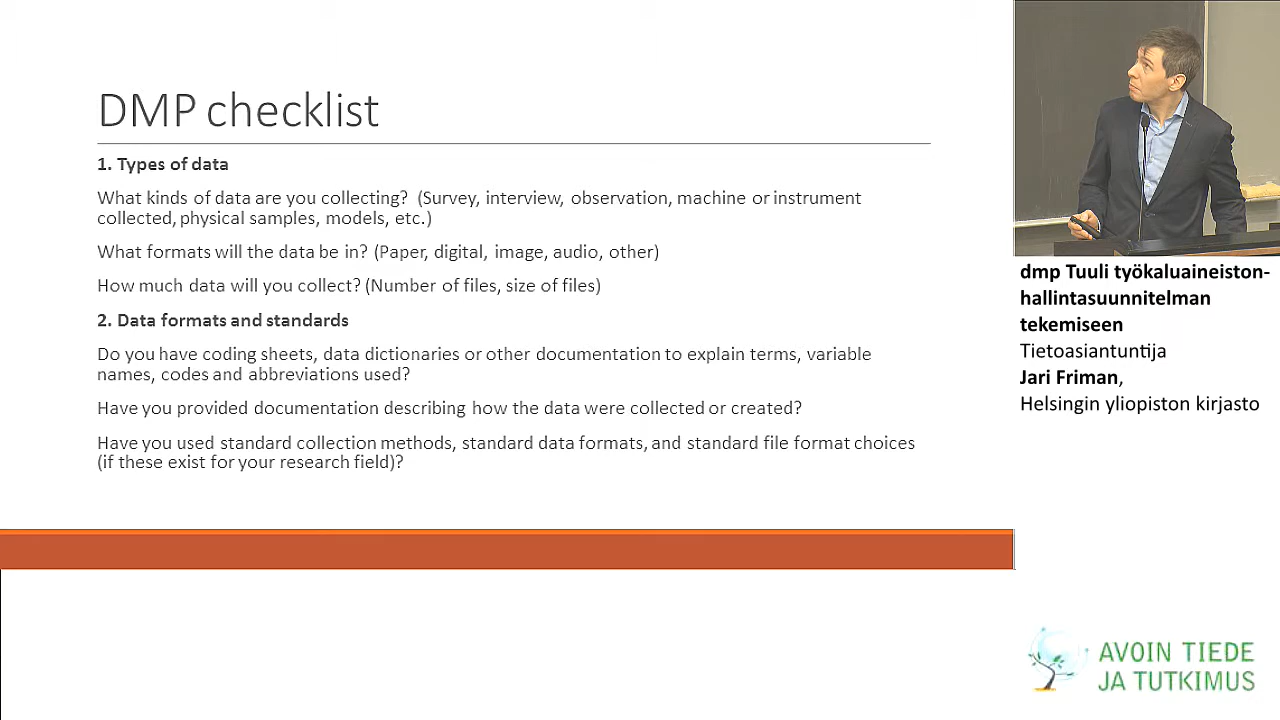 DMP checklist
1. Types of data
What kinds of data are you collecting? (Survey, interview, observation, machine or instrument
collected, physical samples, models, etc.)
What formats will the data be in? (Paper, digital, image, audio, other)
How much data will you collect? (Number of files, size of files)
2. Data formats and standards
Do you have coding sheets, data dictionaries or other documentation to explain terms, variable
names, codes and abbreviations used?
Have you provided documentation describing how the data were collected or created?
Have you used standard collection methods, standard data formats, and standard file format choices
(if these exist for your research field)?
dmp Tuuli työkaluaineiston-
hallintasuunnitelman
tekemiseen
Tietoasiantuntija
Jari Friman,
Helsingin yliopiston kirjasto
AVOIN TIEDE
JA TUTKIMUS